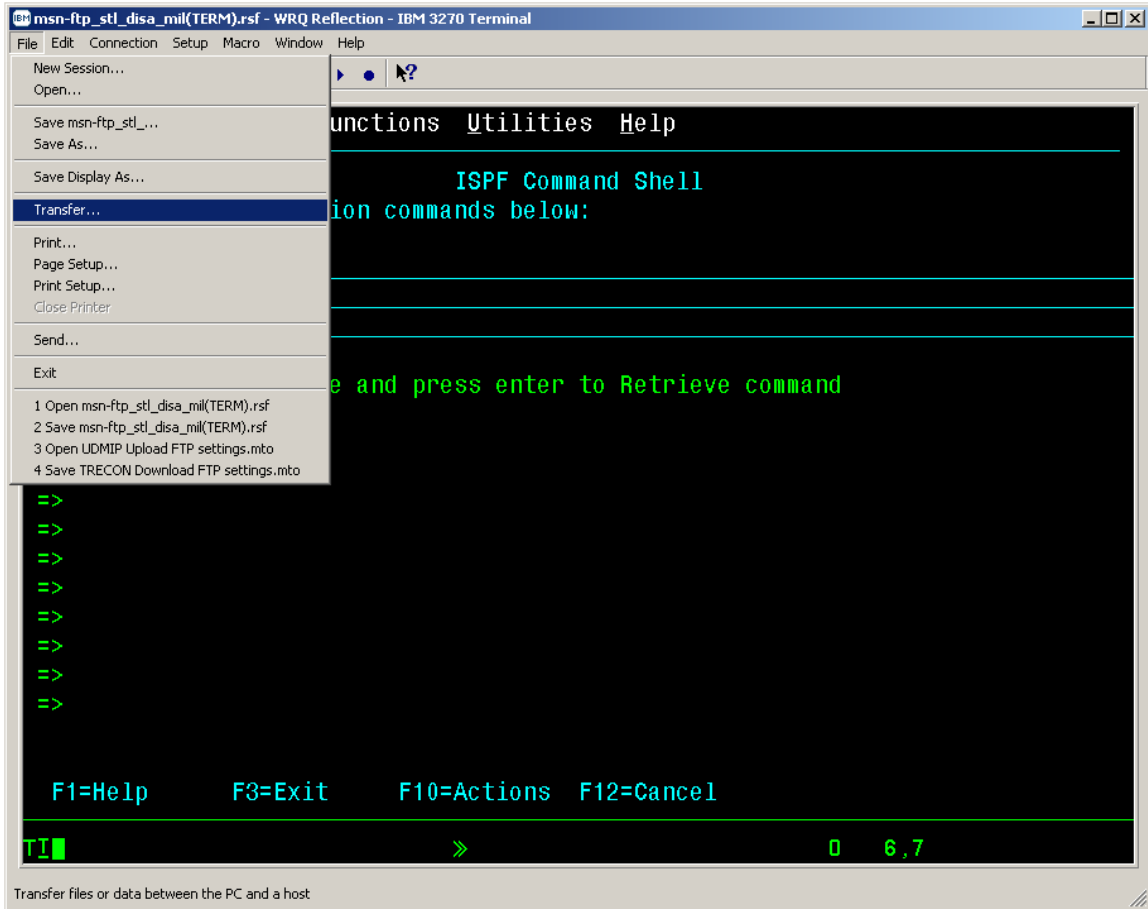 IBM msn-ftp_stl_disa_mil(TERM).rsf - WRQ Reflection - IBM 3270 Terminal
File Edit Connection Setup Macro Window Help
New Session...
Open...
Save msn-ftp_stl_...
Save As...
Save Display As...
Transfer...
Print...
Page Setup...
Print Setup...
Close Printer
Send...
Exit
1 Open msn-ftp_stl_disa_mil(TERM).rsf
2 Save msn-ftp_stl_disa_mil(TERM).rsf
3 Open UDMIP Upload FTP settings.mto
4 Save TRECON Download FTP settings.mto
unctions Utilities Help
ISPF Command Shell
ion commands below:
e and press enter to Retrieve command
=>
=>
=>
=>
=>
=>
=>
=>
F1=Help F3=Exit F10=Actions F12=Cancel
TI » 0 6,7
Transfer files or data between the PC and a host